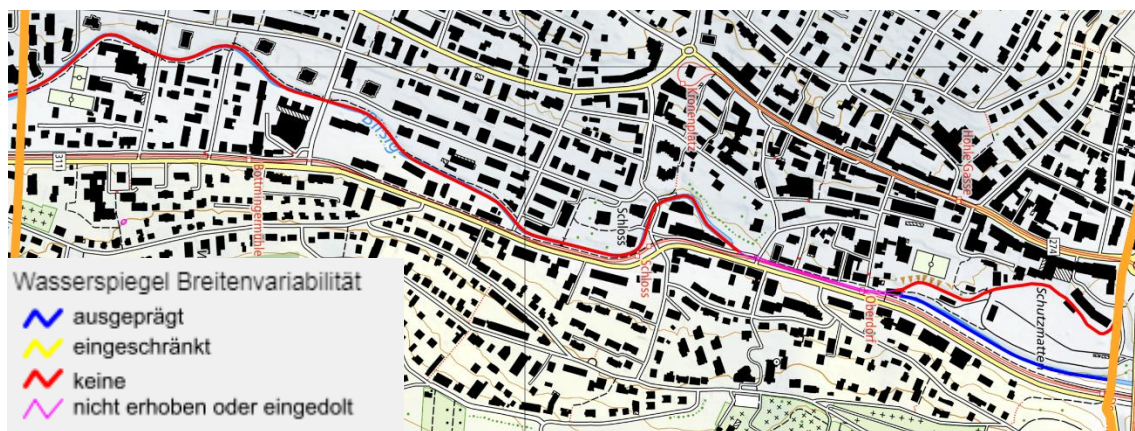 Birsig
Kronenplatz
Hohle Gasse
311
Bottmingermühle
Schloss
Schloss
274
Oberdorf
Schutzmatten
Wasserspiegel Breitenvariabilität
ausgeprägt
eingeschränkt
keine
nicht erhoben oder eingedolt